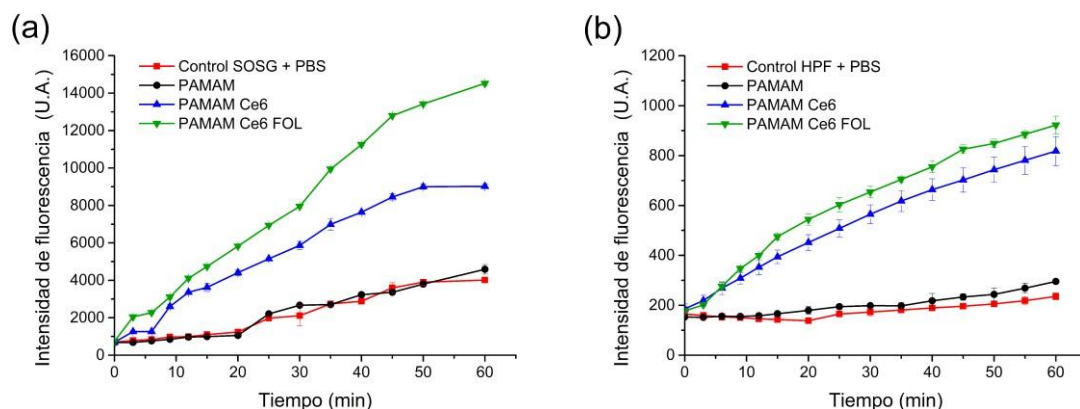 (a)
Intensidad de fluorescencia (U.A.)
16000
14000
12000
10000
8000
6000
4000
2000
0
Control SOSG + PBS
PAMAM
PAMAM Ce6
PAMAM Ce6 FOL
0 10 20 30 40 50 60
Tiempo (min)
(b)
Intensidad de fluorescencia (U.A.)
1200
1000
800
600
400
200
0
Control HPF + PBS
PAMAM
PAMAM Ce6
PAMAM Ce6 FOL
0 10 20 30 40 50 60
Tiempo (min)